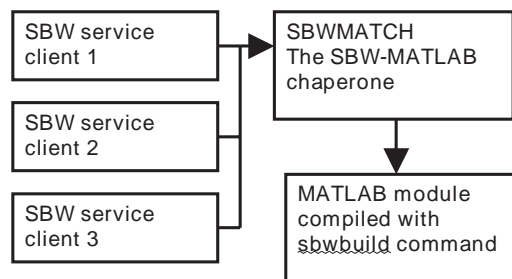 SBW service
client 1
SBW service
client 2
SBW service
client 3
SBWMATCH
The SBW-MATLAB
chaperone
MATLAB module
compiled with
sbwbuild command